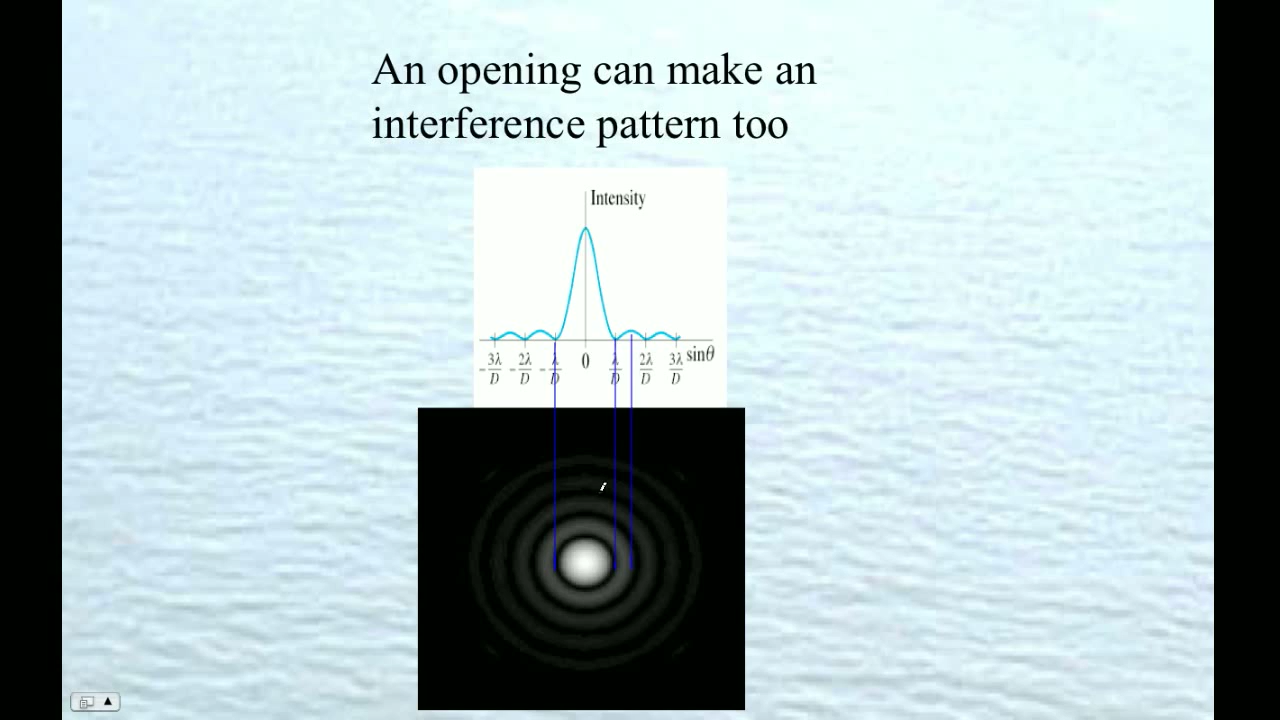 An opening can make an
interference pattern too
Intensity
-3λ/D -2λ/D -λ/D 0 λ/D 2λ/D 3λ/D sinθ